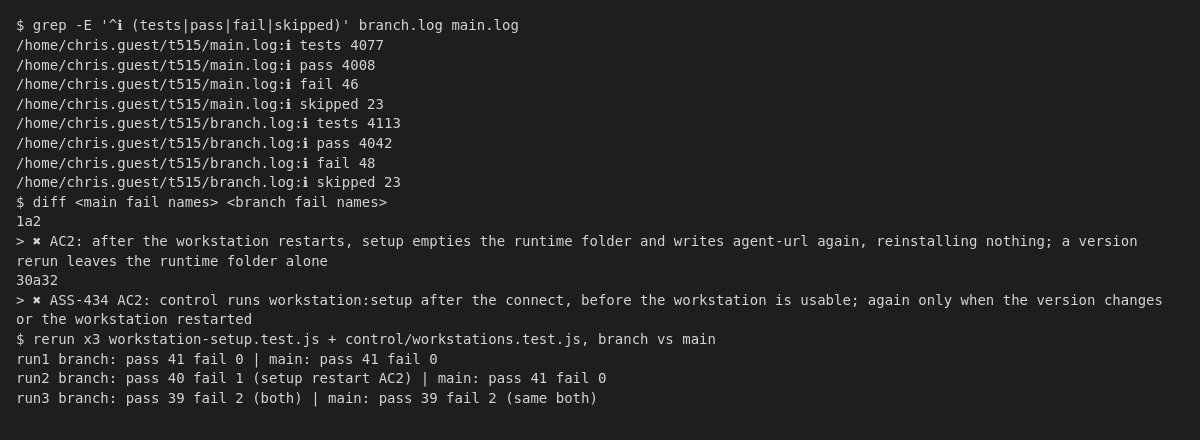 $ grep -E '^ℹ (tests|pass|fail|skipped)' branch.log main.log
/home/chris.guest/t515/main.log:ℹ tests 4077
/home/chris.guest/t515/main.log:ℹ pass 4008
/home/chris.guest/t515/main.log:ℹ fail 46
/home/chris.guest/t515/main.log:ℹ skipped 23
/home/chris.guest/t515/branch.log:ℹ tests 4113
/home/chris.guest/t515/branch.log:ℹ pass 4042
/home/chris.guest/t515/branch.log:ℹ fail 48
/home/chris.guest/t515/branch.log:ℹ skipped 23
$ diff <main fail names> <branch fail names>
1a2
> ✖ AC2: after the workstation restarts, setup empties the runtime folder and writes agent-url again, reinstalling nothing; a version
rerun leaves the runtime folder alone
30a32
> ✖ ASS-434 AC2: control runs workstation:setup after the connect, before the workstation is usable; again only when the version changes
or the workstation restarted
$ rerun x3 workstation-setup.test.js + control/workstations.test.js, branch vs main
run1 branch: pass 41 fail 0 | main: pass 41 fail 0
run2 branch: pass 40 fail 1 (setup restart AC2) | main: pass 41 fail 0
run3 branch: pass 39 fail 2 (both) | main: pass 39 fail 2 (same both)